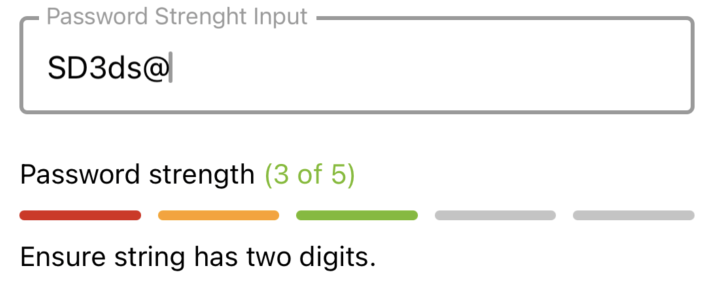 Password Strenght Input
SD3ds@
Password strength (3 of 5)
Ensure string has two digits.